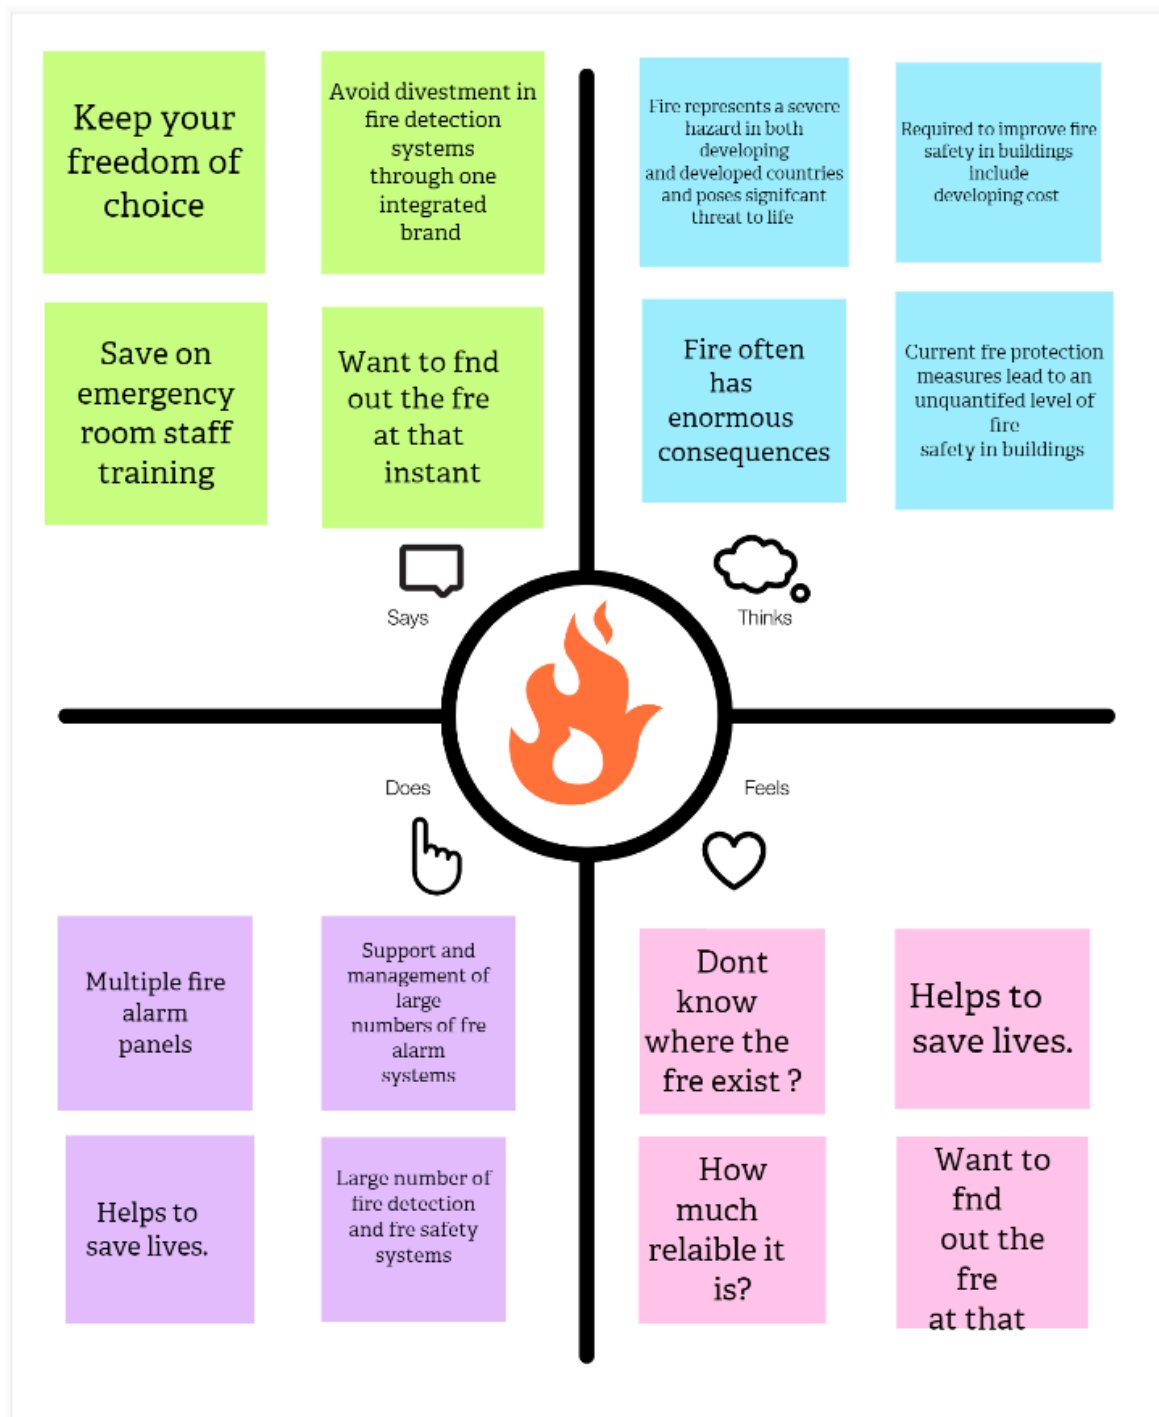 Keep your
freedom of
choice
Avoid divestment in
fire detection
systems
through one
integrated
brand
Save on
emergency
room staff
training
Want to fnd
out the fre
at that
instant
Says
Fire represents a severe
hazard in both
developing
and developed countries
and poses signifcant
threat to life
Required to improve fire
safety in buildings
include
developing cost
Fire often
has
enormous
consequences
Current fre protection
measures lead to an
unquantifed level of
fire
safety in buildings
Thinks
Does
Multiple fire
alarm
panels
Support and
management of
large
numbers of fre
alarm
systems
Helps to
save lives.
Large number of
fire detection
and fre safety
systems
Feels
Dont
know
where the
fre exist ?
Helps to
save lives.
How
much
relaible it
is?
Want to
fnd
out the
fre
at that